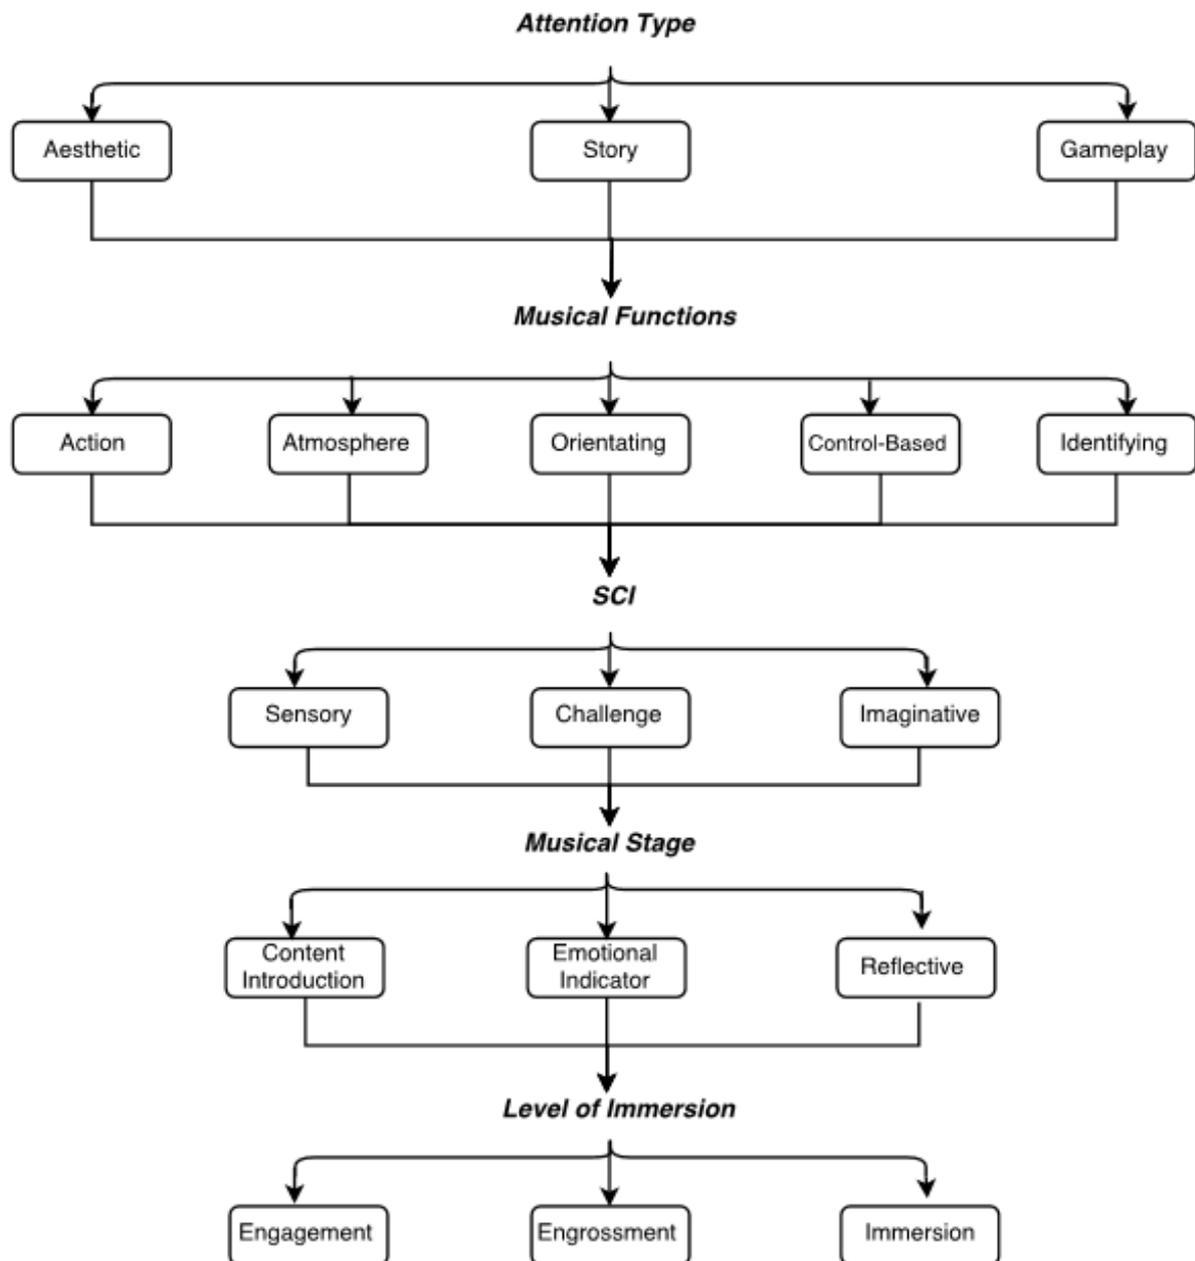 Attention Type
Aesthetic
Story
Gameplay
Musical Functions
Action
Atmosphere
Orientating
Control-Based
Identifying
SCI
Sensory
Challenge
Imaginative
Musical Stage
Content
Introduction
Emotional
Indicator
Reflective
Level of Immersion
Engagement
Engrossment
Immersion